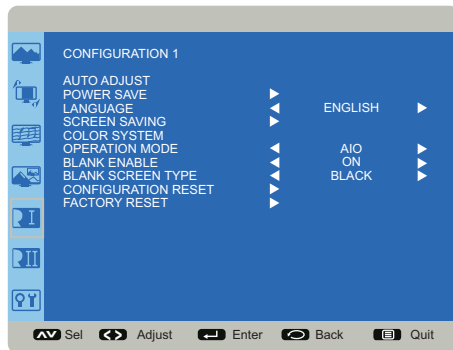 CONFIGURATION 1
AUTO ADJUST
POWER SAVE
LANGUAGE ENGLISH
SCREEN SAVING
COLOR SYSTEM
OPERATION MODE AIO
BLANK ENABLE ON
BLANK SCREEN TYPE BLACK
CONFIGURATION RESET
FACTORY RESET
I
II
Sel Adjust Enter Back Quit